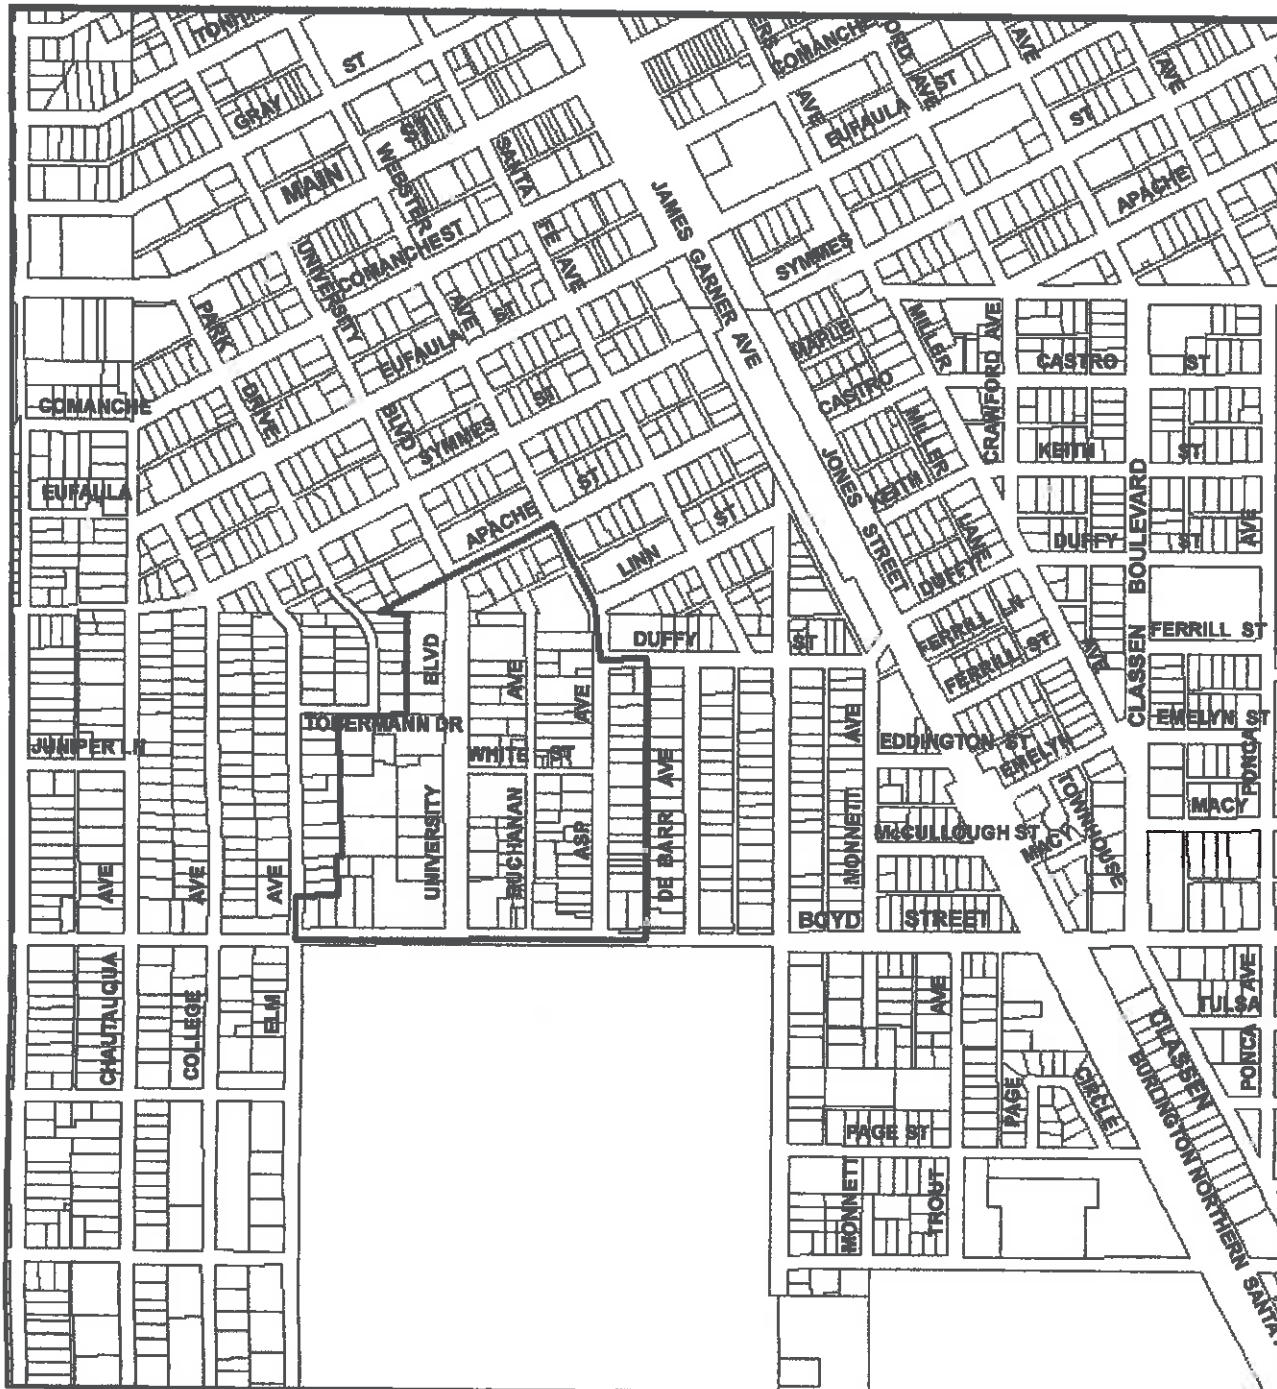 ST
GRAY
ST
MAIN
WEBSTER
SANTA
COMANCHE
AVE
AVE
AVE
ST
AVE
EUFAULA
ST
APACHE
UNIVERSITY
COMANCHE ST
FE AVE
JAMES GARNER AVE
SYMMES
PARK
AVE
ST
EUFAULA
MAPLE
MILLER
CRAWFORD AVE
CASTRO
ST
COMANCHE
DRIVE
BLVD
SYMMES
ST
CASTRO
MILLER
KEITH
ST
EUFAULA
APACHE
ST
ST
JONES STREET
KEITH
LANE
DUFFY
ST
AVE
CLASSEN BOULEVARD
LINN
DUFFY
DUFFY
ST
BLVD
AVE
AVE
FERRILL LN
FERRILL ST
AVE
FERRILL ST
TOBERMANN DR
JUNIPER LN
WHITE ST
AVE
AVE
EDDINGTON ST
EMELYN
EMELYN ST
PONCA
UNIVERSITY
BUCHANAN
ASP
DE BARR
MONNETT
McCULLOUGH ST
MACY
TOWNHOUSE
MACY
AVE
AVE
AVE
BOYD
STREET
CHAUTAUQUA
COLLEGE
ELM
AVE
AVE
TULSA
PONCA
CLASSEN
PAGE
CIRCLE
PAGE ST
MONNETT
TROUT
BURLINGTON NORTHERN SANTA